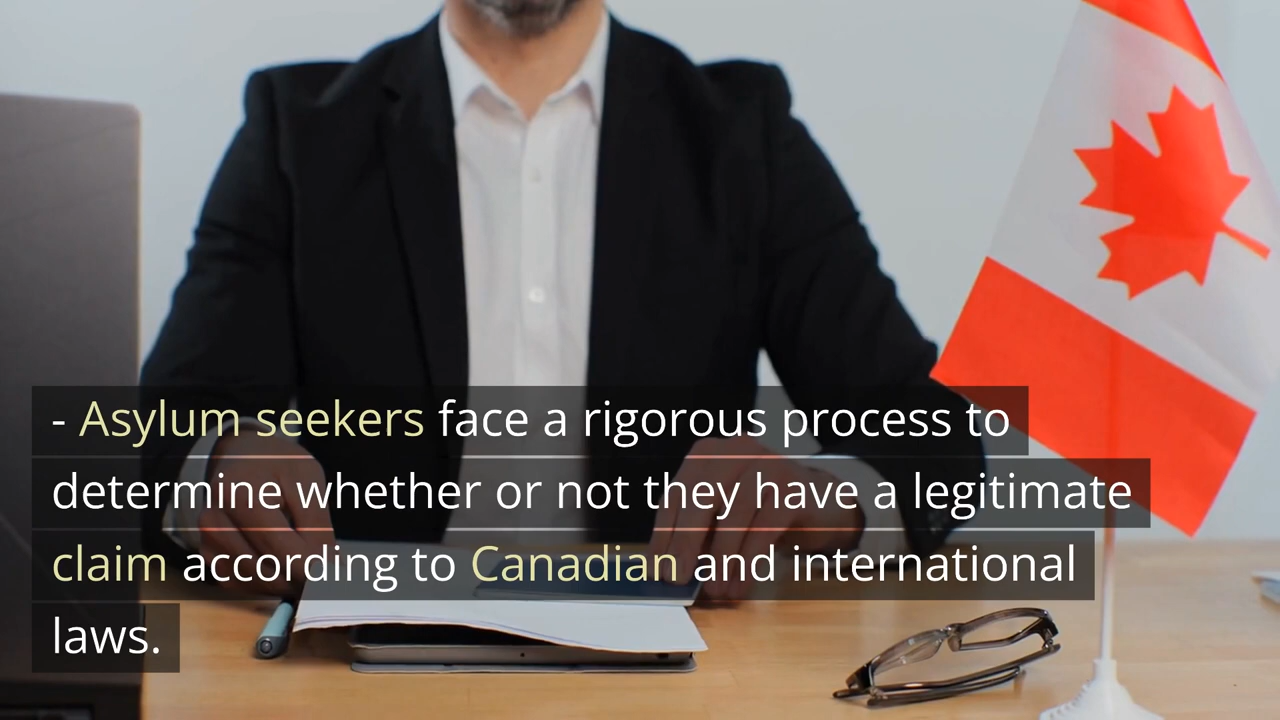 - Asylum seekers face a rigorous process to
determine whether or not they have a legitimate
claim according to Canadian and international
laws.